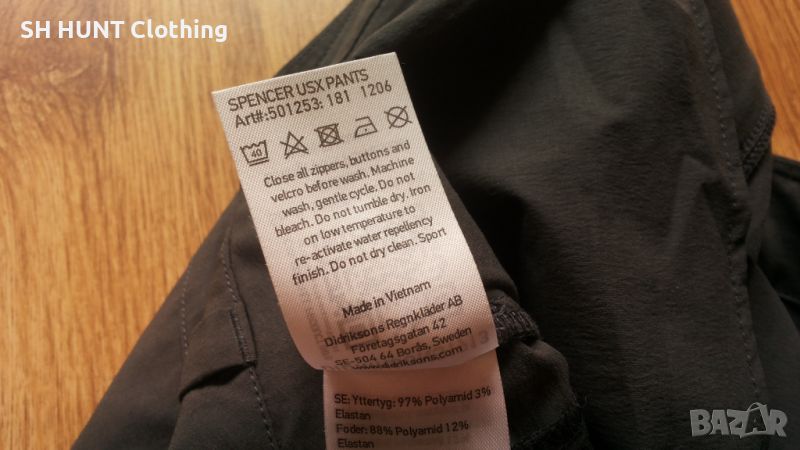 SH HUNT Clothing
SPENCER USX PANTS
Art#:501253: 181 1206
40
Close all zippers, buttons and
velcro before wash. Machine
wash, gentle cycle. Do not
bleach. Do not tumble dry. Iron
on low temperature to
re-activate water repellency
finish. Do not dry clean. Sport
Made in Vietnam
Didriksons Regnkläder AB
Företagsgatan 42
SE-504 64 Borås, Sweden
www.didriksons.com
SE: Yttertyg: 97% Polyamid 3%
Elastan
Foder: 88% Polyamid 12%
Elastan
BAZAR